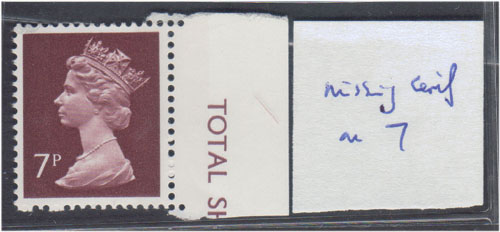 7P
TOTAL SH
missing serif
on 7